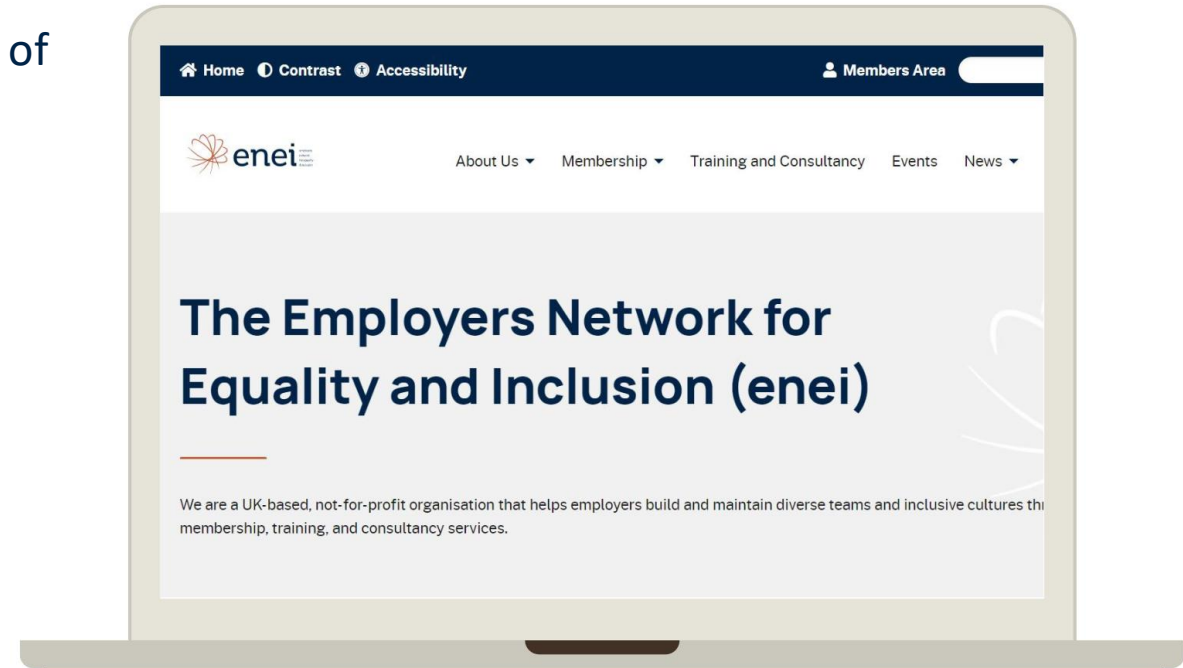 of
Home Contrast Accessibility Members Area
enei
About Us Membership Training and Consultancy Events News
The Employers Network for
Equality and Inclusion (enei)
We are a UK-based, not-for-profit organisation that helps employers build and maintain diverse teams and inclusive cultures
membership, training, and consultancy services.